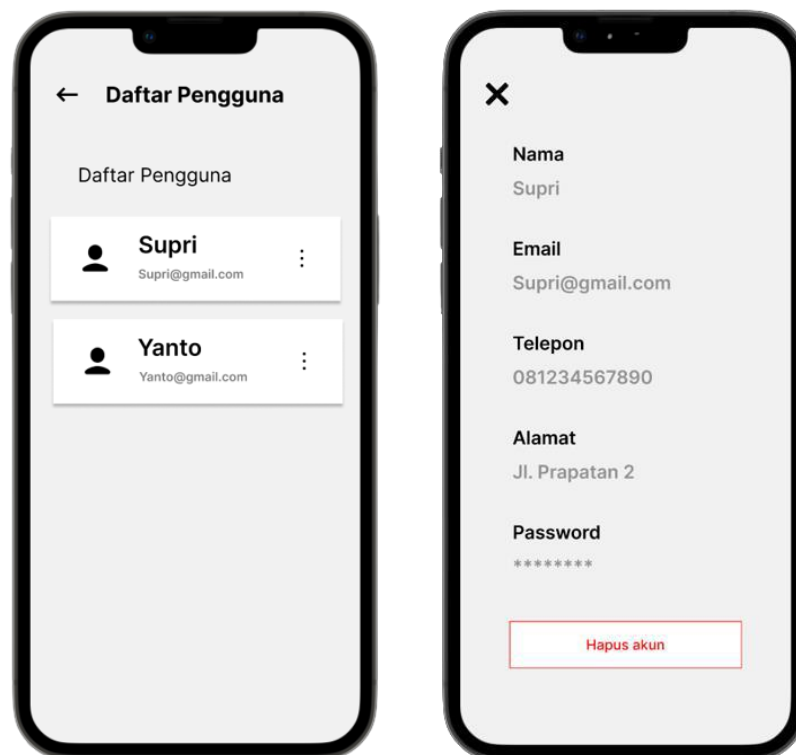 Daftar Pengguna
Daftar Pengguna
Supri
Supri@gmail.com
Yanto
Yanto@gmail.com
Nama
Supri
Email
Supri@gmail.com
Telepon
081234567890
Alamat
Jl. Prapatan 2
Password
********
Hapus akun